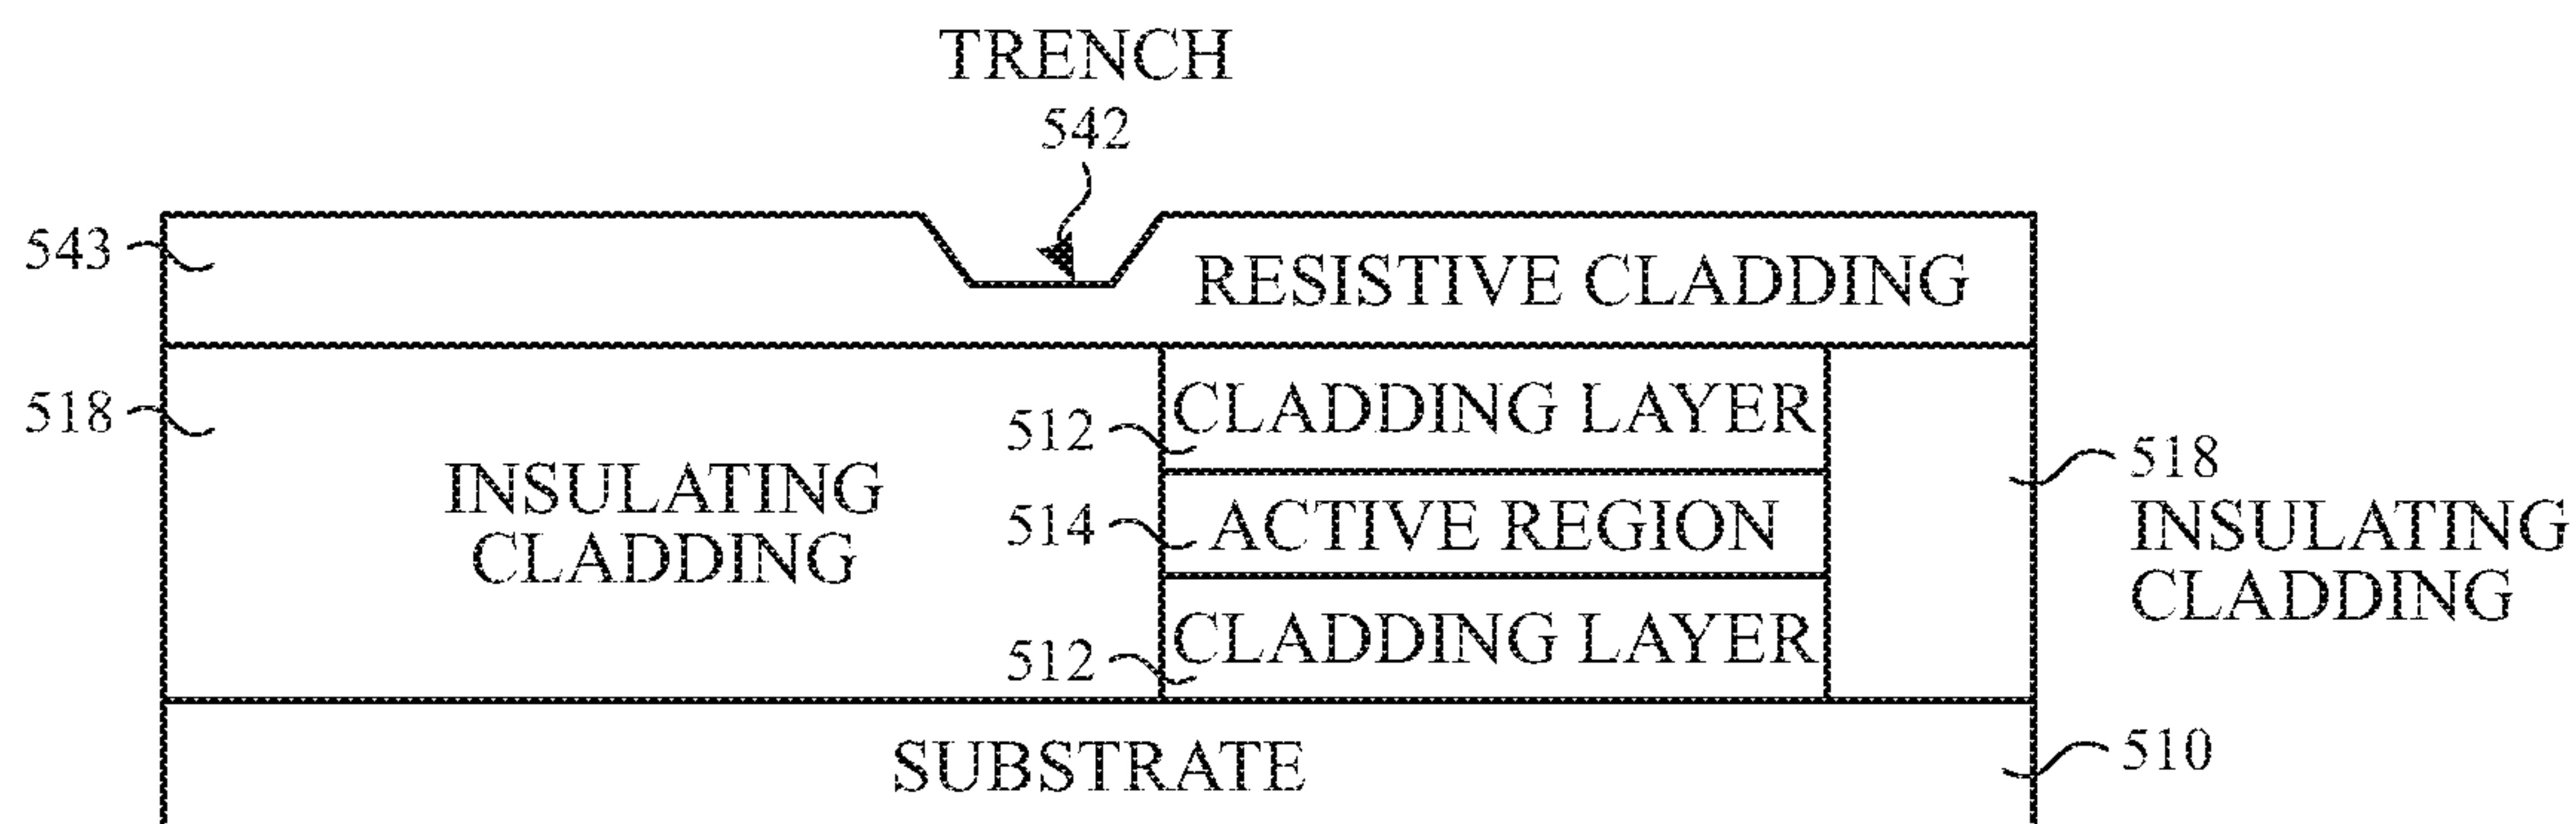 TRENCH
542
543
RESISTIVE CLADDING
518
512
CLADDING LAYER
INSULATING
CLADDING
514
ACTIVE REGION
518
INSULATING
CLADDING
512
CLADDING LAYER
SUBSTRATE
510